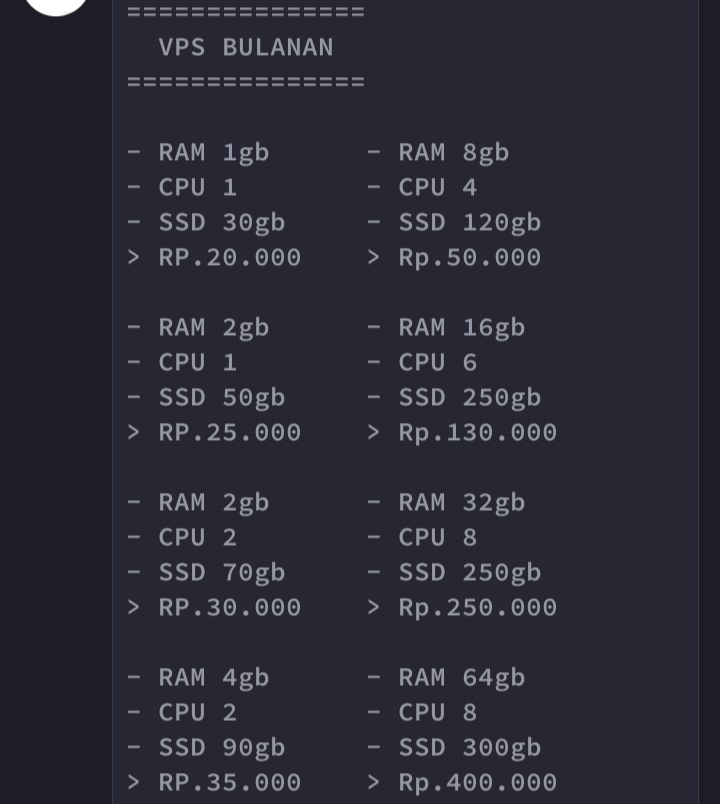 ===============
VPS BULANAN
===============
- RAM 1gb - RAM 8gb
- CPU 1 - CPU 4
- SSD 30gb - SSD 120gb
> RP.20.000 > Rp.50.000
- RAM 2gb - RAM 16gb
- CPU 1 - CPU 6
- SSD 50gb - SSD 250gb
> RP.25.000 > Rp.130.000
- RAM 2gb - RAM 32gb
- CPU 2 - CPU 8
- SSD 70gb - SSD 250gb
> RP.30.000 > Rp.250.000
- RAM 4gb - RAM 64gb
- CPU 2 - CPU 8
- SSD 90gb - SSD 300gb
> RP.35.000 > Rp.400.000